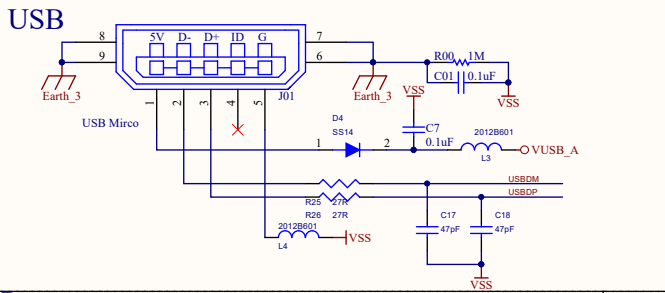 USB
8
9
5V D- D+ ID G
7
6
R00 1M
C01 0.1uF
Earth_3
Earth_3
VSS
VSS
J01
1
2
3
4
5
USB Mirco
D4
SS14
1
2
C7
0.1uF
2012B601
L3
VUSB_A
USBDM
USBDP
R25 27R
R26 27R
2012B601
L4
VSS
C17
47pF
C18
47pF
VSS